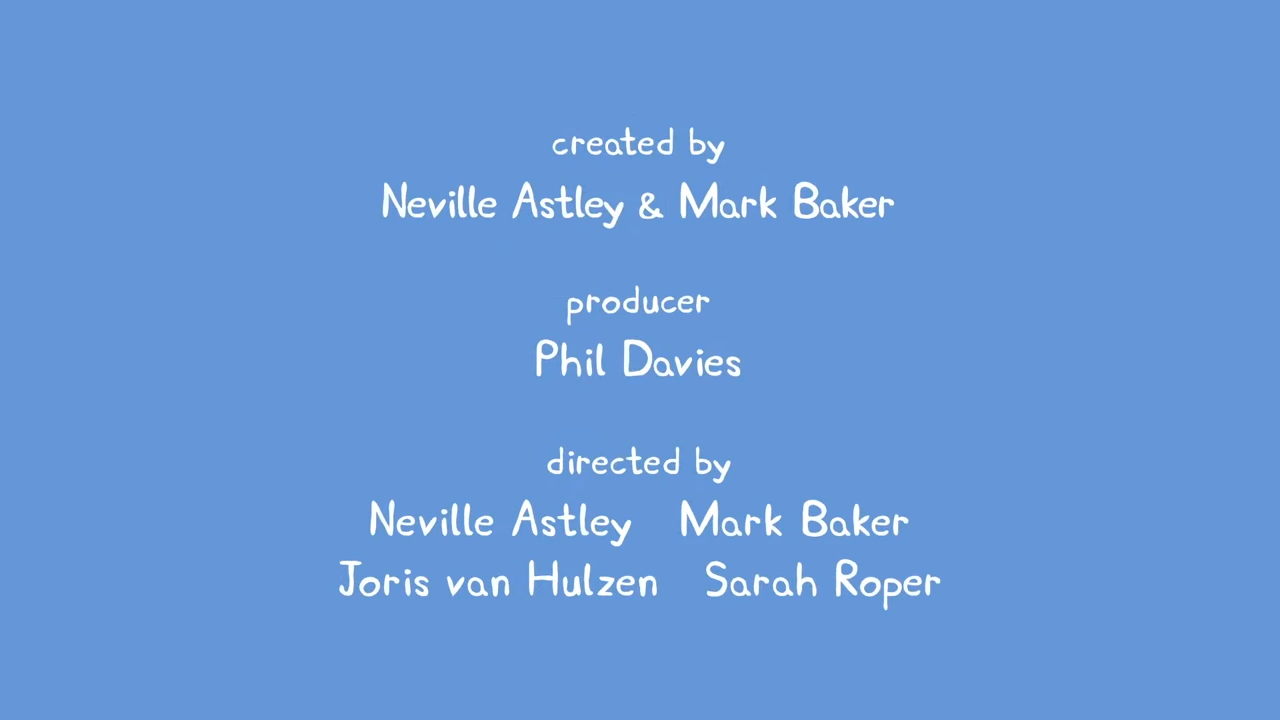 created by
Neville Astley & Mark Baker
producer
Phil Davies
directed by
Neville Astley Mark Baker
Joris van Hulzen Sarah Roper